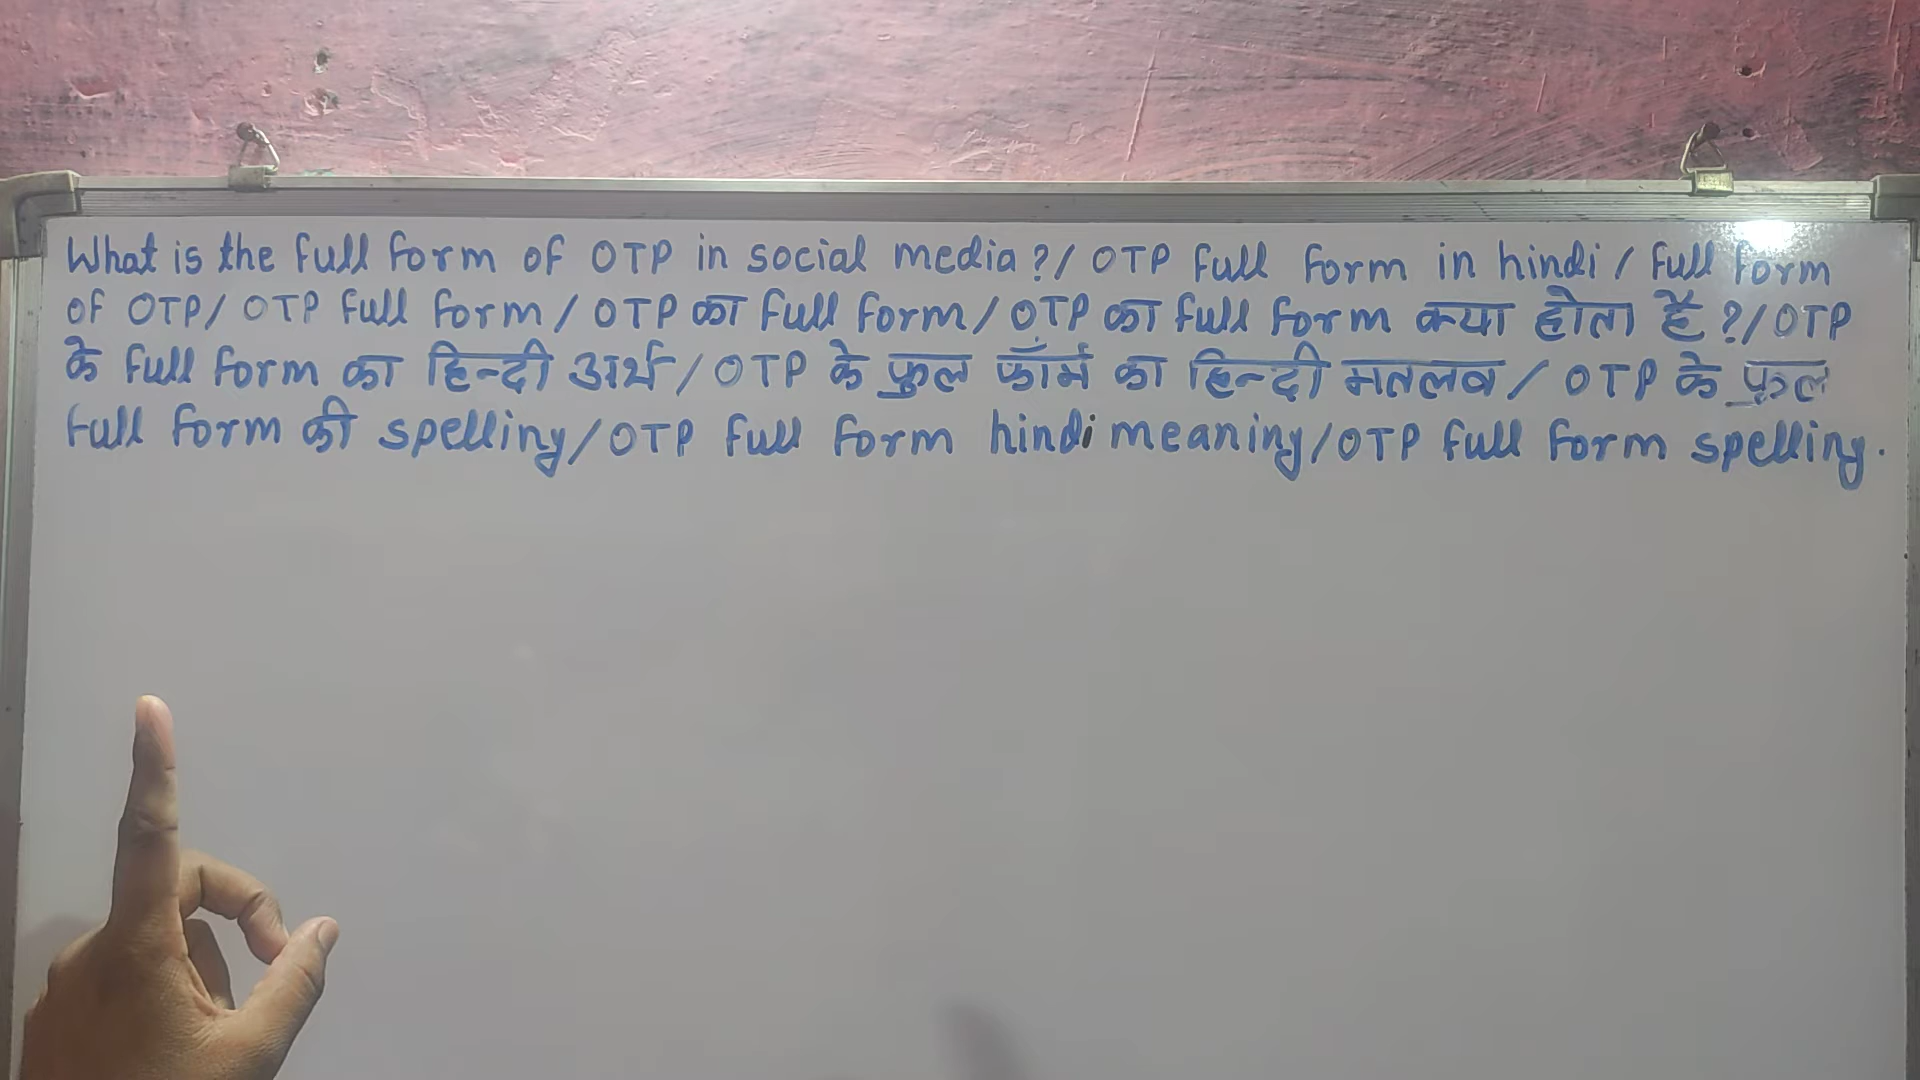 What is the full form of OTP in social media?/ OTP full form in hindi / full form
of OTP/ OTP full form / OTP का full form/ OTP का full form क्या होता है ?/ OTP
के full form का हिन्दी अर्थ / OTP के फुल फॉर्म का हिन्दी मतलब / OTP के फुल
full form की spelling/ OTP full form hindi meaning/ OTP full form spelling.